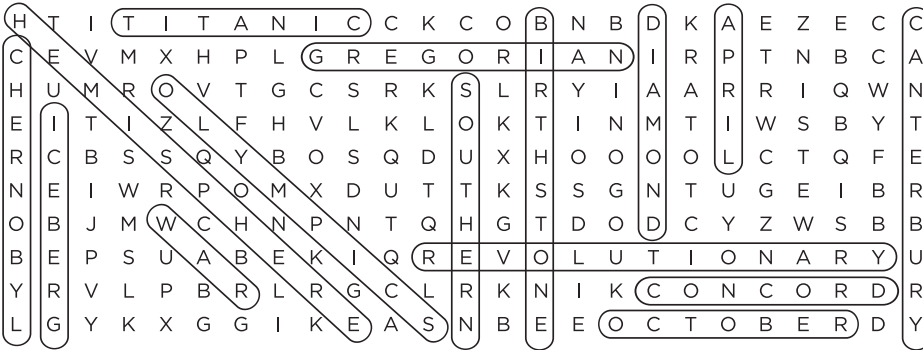 H T I T I T A N I C C K C O B N B D K A E Z E C C
C E V M X H P L G R E G O R I A N I R P T N B C A
H U M R O V T G C S R K S L R Y I A A R R I Q W N
E I T I Z L F H V L K L O K T I N M T I W S B Y T
R C B S S Q Y B O S Q D U X H O O O O L C T Q F E
N E I W R P O M X D U T T K S S G N T U G E I B R
O B J M W C H N P N T Q H G T D O D C Y Z W S B B
B E P S U A B E K I Q R E V O L U T I O N A R Y U
Y R V L P B R L R G C L R K N I K C O N C O R D R
L G Y K X G G I K E A S N B E E O C T O B E R D Y